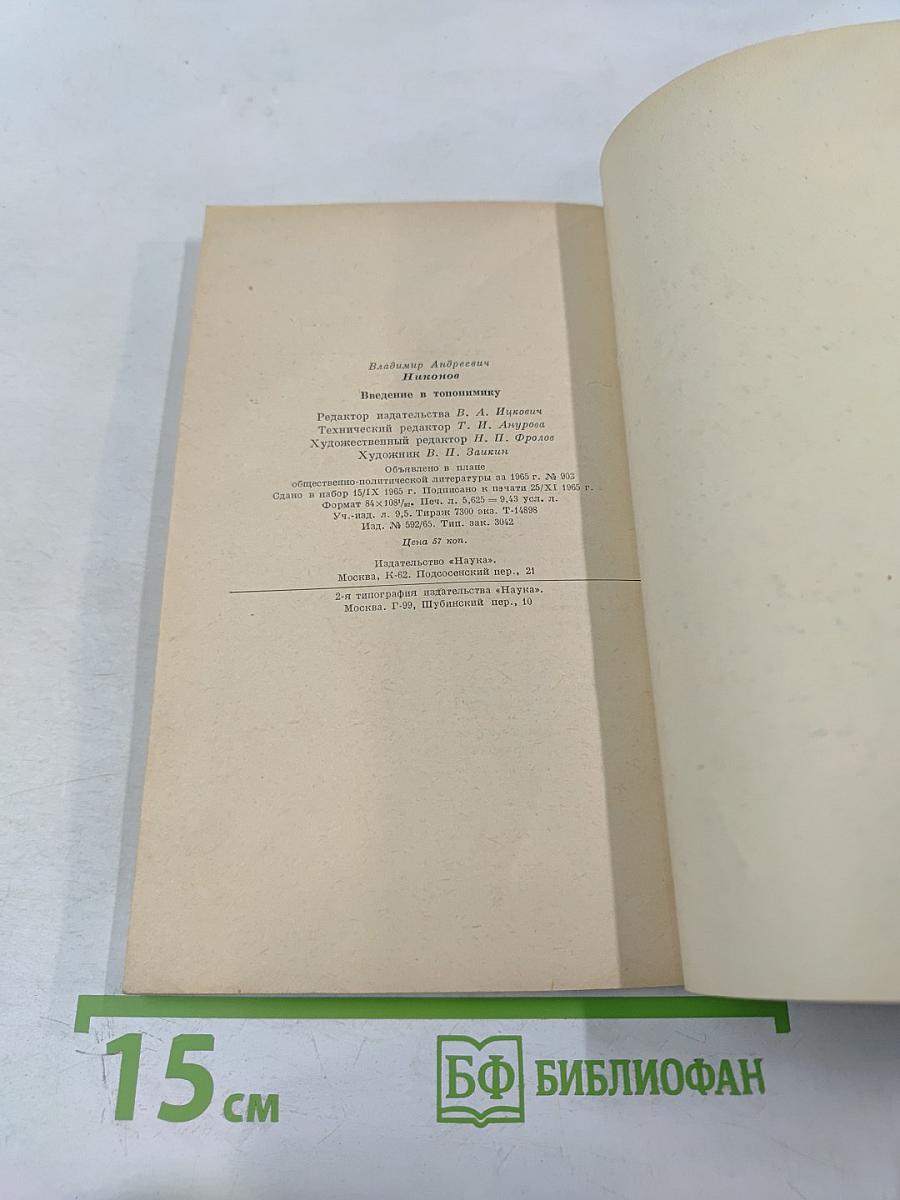 Владимир Андреевич
Никонов
Введение в топонимику
Редактор издательства В. А. Ицкович
Технический редактор Т. И. Анурова
Художественный редактор Н. П. Фролов
Художник В. П. Заикин
Объявлено в плане
общественно-политической литературы за 1965 г. № 903
Сдано в набор 15/IX 1965 г. Подписано к печати 25/XI 1965 г.
Формат 84×108¹/₃₂. Печ. л. 5,625 = 9,43 усл. л.
Уч.-изд. л. 9,5. Тираж 7300 экз. Т-14898
Изд. № 592/65. Тип. зак. 3042
Цена 57 коп.
Издательство «Наука».
Москва, К-62. Подсосенский пер., 21
2-я типография издательства «Наука».
Москва. Г-99, Шубинский пер., 10
15 см
БФ БИБЛИОФАН